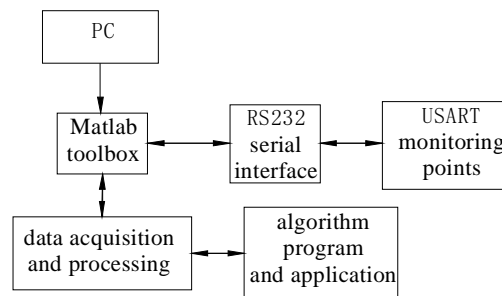 PC
Matlab
toolbox
RS232
serial
interface
USART
monitoring
points
data acquisition
and processing
algorithm
program
and application